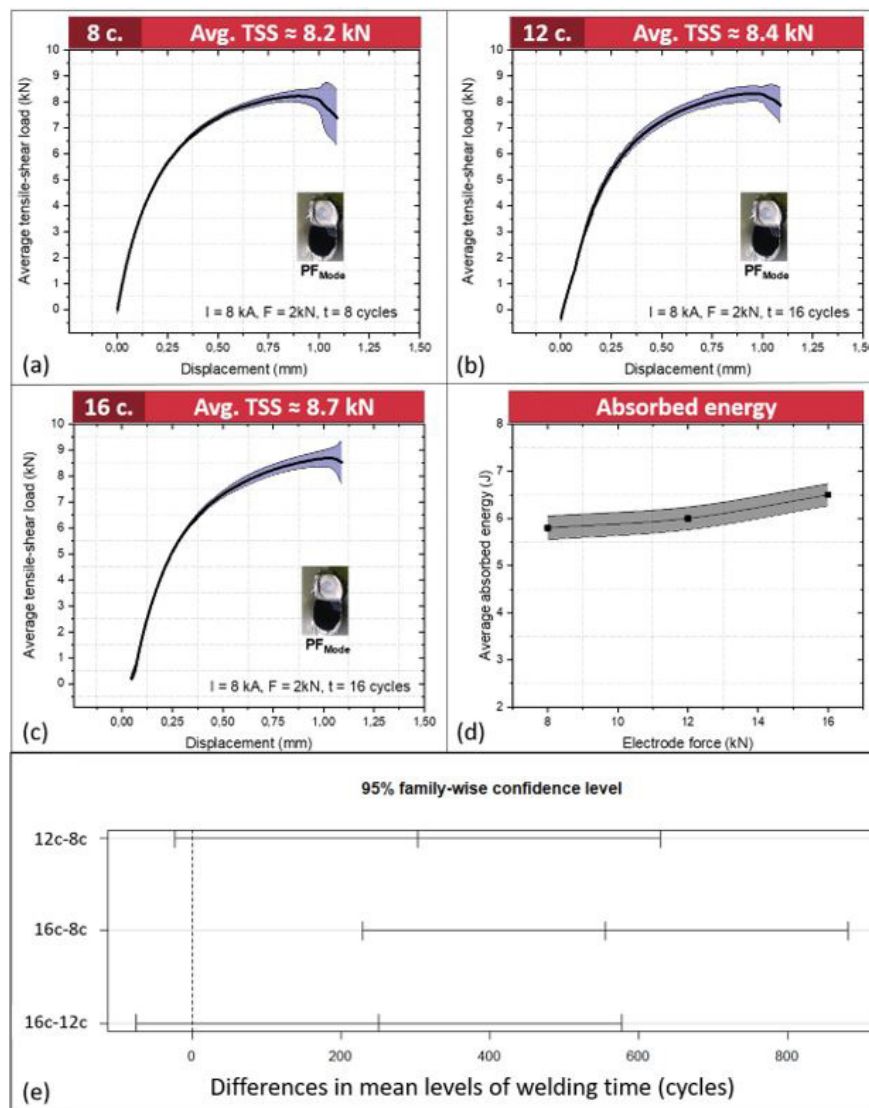 8 c. Avg. TSS ≈ 8.2 kN
Average tensile-shear load (kN)
10
9
8
7
6
5
4
3
2
1
0
PF Mode
I = 8 kA, F = 2kN, t = 8 cycles
0,00 0,25 0,50 0,75 1,00 1,25 1,50
(a) Displacement (mm)
12 c. Avg. TSS ≈ 8.4 kN
Average tensile-shear load (kN)
10
9
8
7
6
5
4
3
2
1
0
PF Mode
I = 8 kA, F = 2kN, t = 16 cycles
0,00 0,25 0,50 0,75 1,00 1,25 1,50
(b) Displacement (mm)
16 c. Avg. TSS ≈ 8.7 kN
Average tensile-shear load (kN)
10
9
8
7
6
5
4
3
2
1
0
PF Mode
I = 8 kA, F = 2kN, t = 16 cycles
0,00 0,25 0,50 0,75 1,00 1,25 1,50
(c) Displacement (mm)
Absorbed energy
Average absorbed energy (J)
8
7
6
5
4
3
2
8 10 12 14 16
(d) Electrode force (kN)
95% family-wise confidence level
12c-8c
16c-8c
16c-12c
0 200 400 600 800
(e) Differences in mean levels of welding time (cycles)